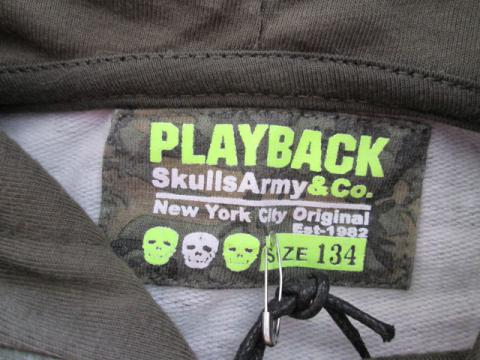 PLAYBACK
SkullsArmy&Co.
New York City Original
Est-1982
SIZE 134